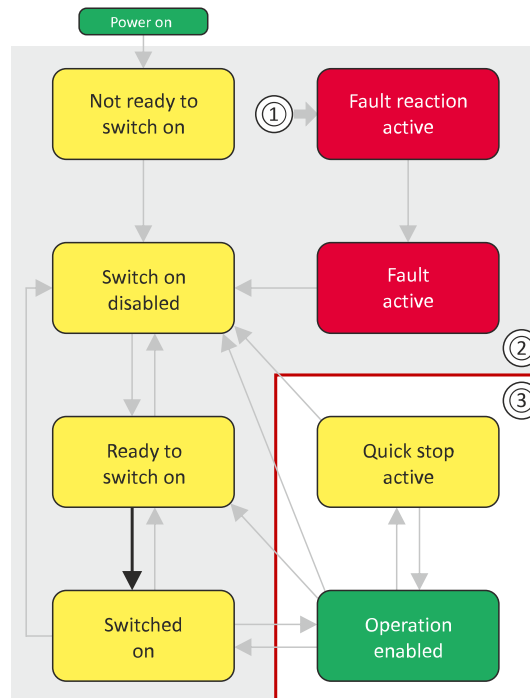 Power on
Not ready to
switch on
①
Fault reaction
active
Switch on
disabled
Fault
active
②
③
Ready to
switch on
Quick stop
active
Switched
on
Operation
enabled